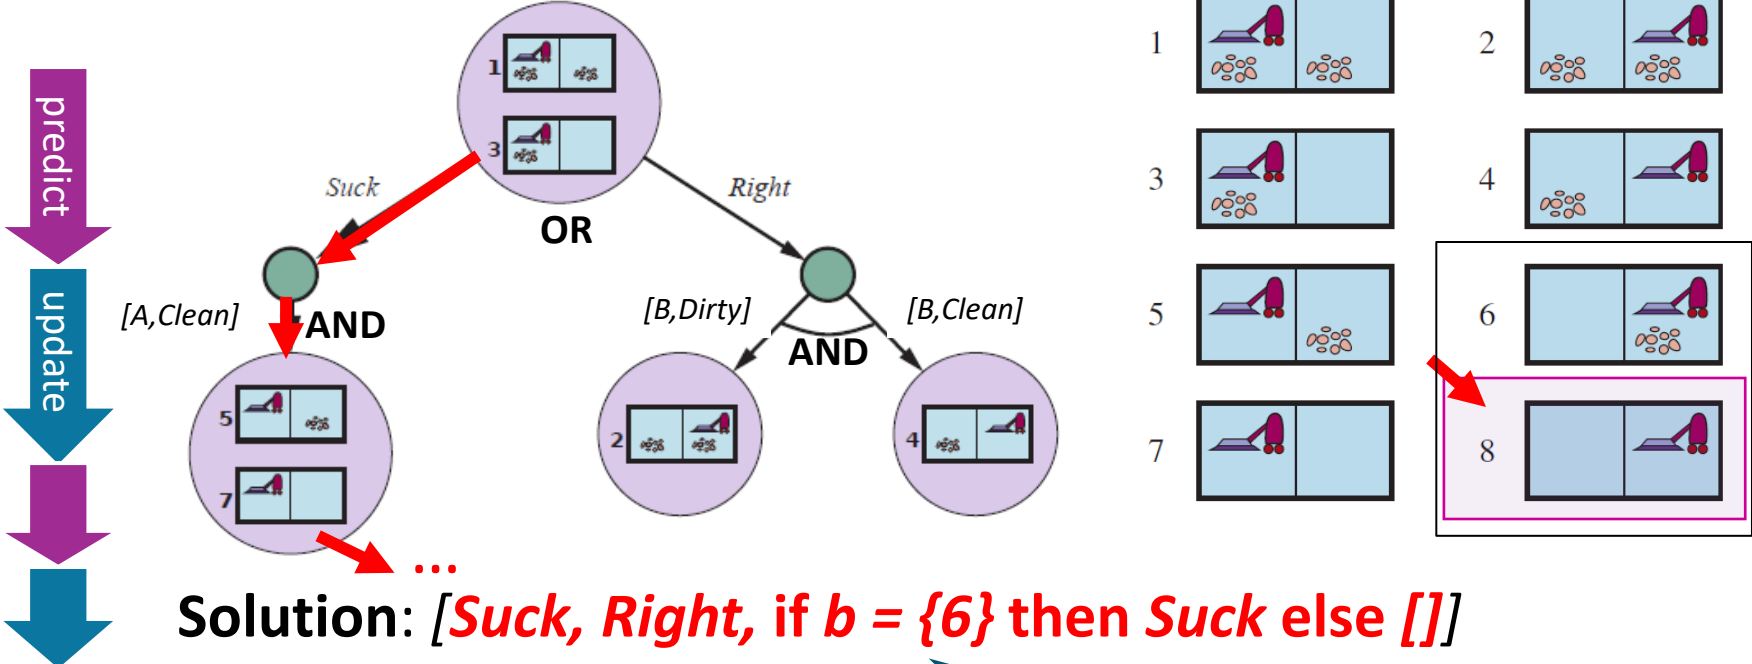 predict
update
1
3
Suck
Right
OR
[A,Clean]
AND
[B,Dirty]
[B,Clean]
AND
5
7
2
4
...
1
2
3
4
5
6
7
8
Solution: [Suck, Right, if b = {6} then Suck else []]